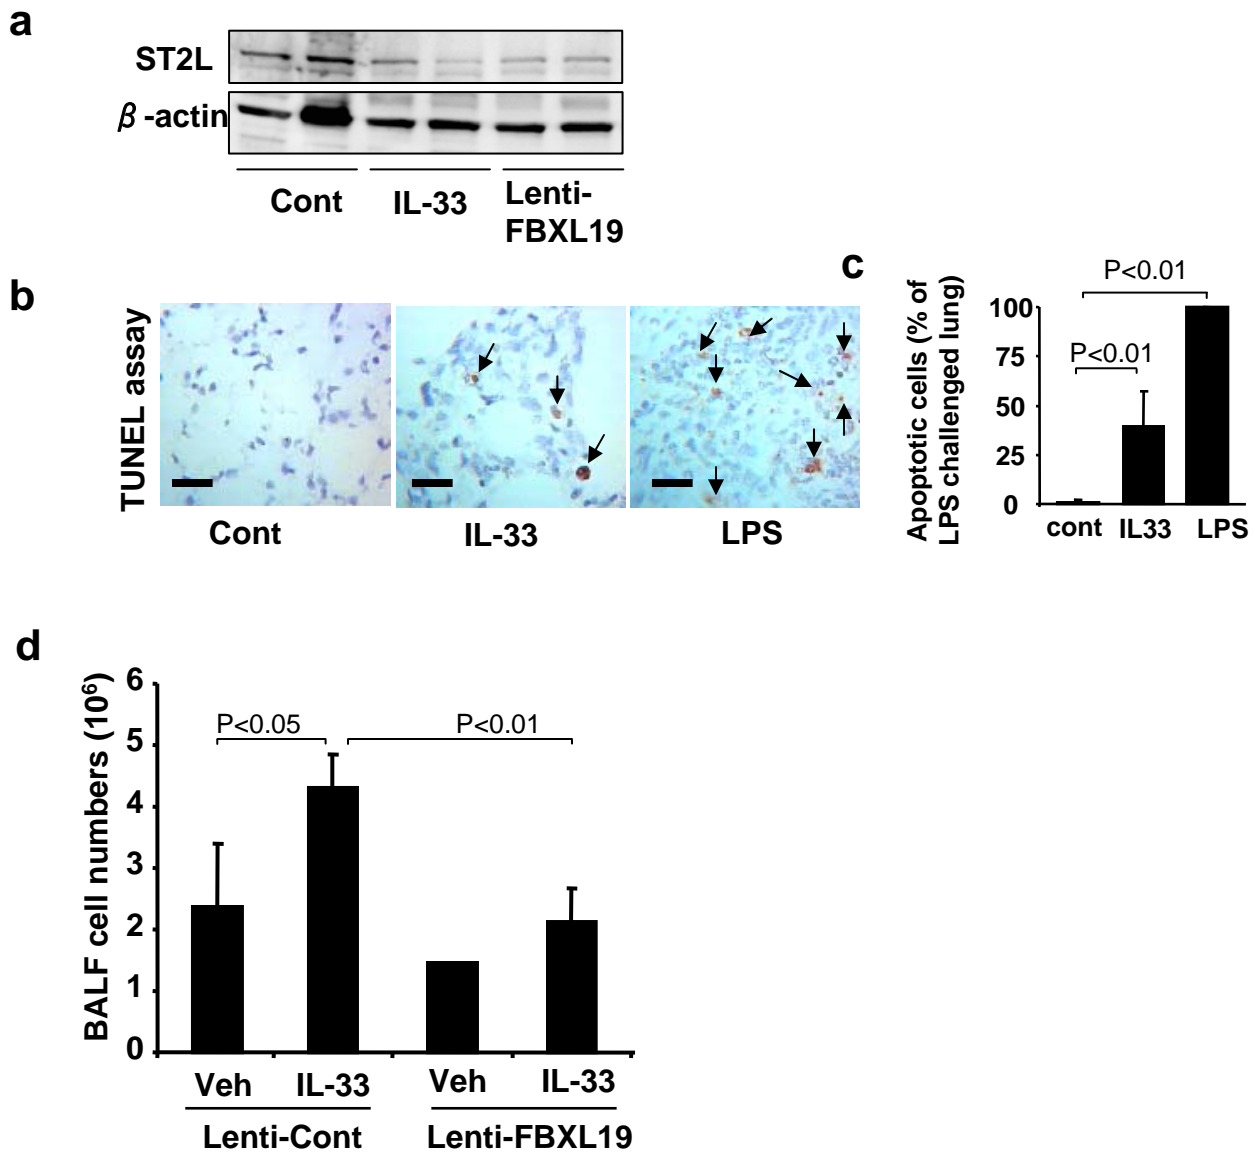 a
ST2L
β-actin
Cont
IL-33
Lenti-
FBXL19
b
TUNEL assay
Cont
IL-33
LPS
c
Apoptotic cells (% of
LPS challenged lung)
P<0.01
P<0.01
100
75
50
25
0
cont
IL33
LPS
d
BALF cell numbers (10⁶)
6
5
4
3
2
1
0
P<0.05
P<0.01
Veh
IL-33
Veh
IL-33
Lenti-Cont
Lenti-FBXL19